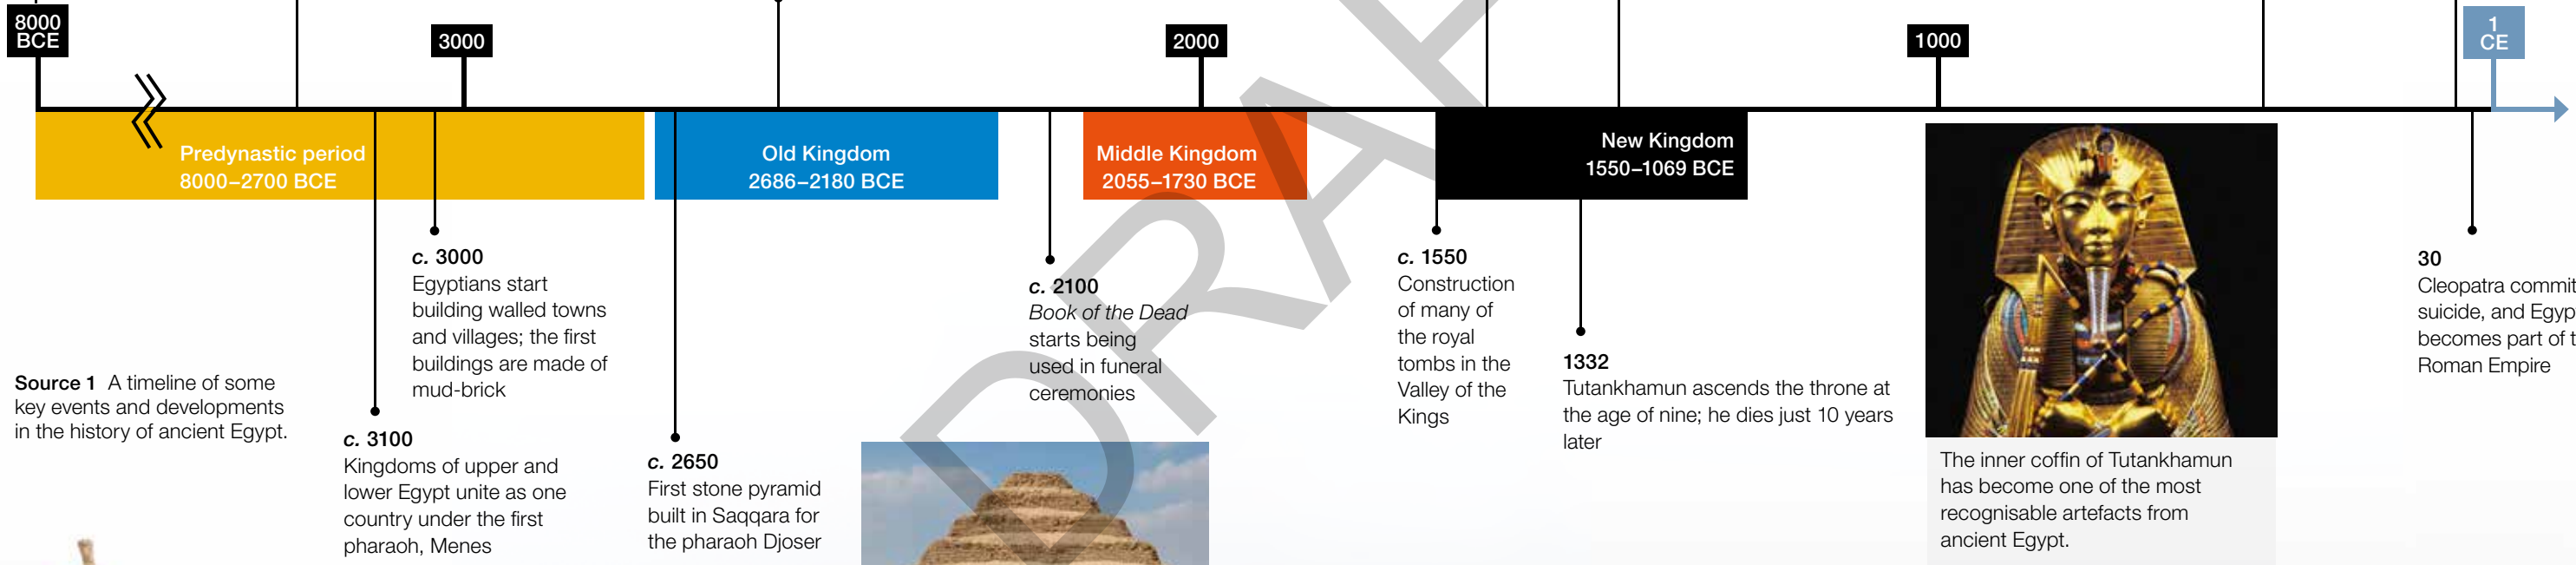 8000
BCE
3000
2000
1000
1
CE
Predynastic period
8000–2700 BCE
Old Kingdom
2686–2180 BCE
Middle Kingdom
2055–1730 BCE
New Kingdom
1550–1069 BCE
c. 3000
Egyptians start
building walled towns
and villages; the first
buildings are made of
mud-brick
c. 2100
Book of the Dead
starts being
used in funeral
ceremonies
c. 1550
Construction
of many of
the royal
tombs in the
Valley of the
Kings
1332
Tutankhamun ascends the throne at
the age of nine; he dies just 10 years
later
30
Cleopatra commit
suicide, and Egyp
becomes part of t
Roman Empire
Source 1 A timeline of some
key events and developments
in the history of ancient Egypt.
c. 3100
Kingdoms of upper and
lower Egypt unite as one
country under the first
pharaoh, Menes
c. 2650
First stone pyramid
built in Saqqara for
the pharaoh Djoser
The inner coffin of Tutankhamun
has become one of the most
recognisable artefacts from
ancient Egypt.
DRAF